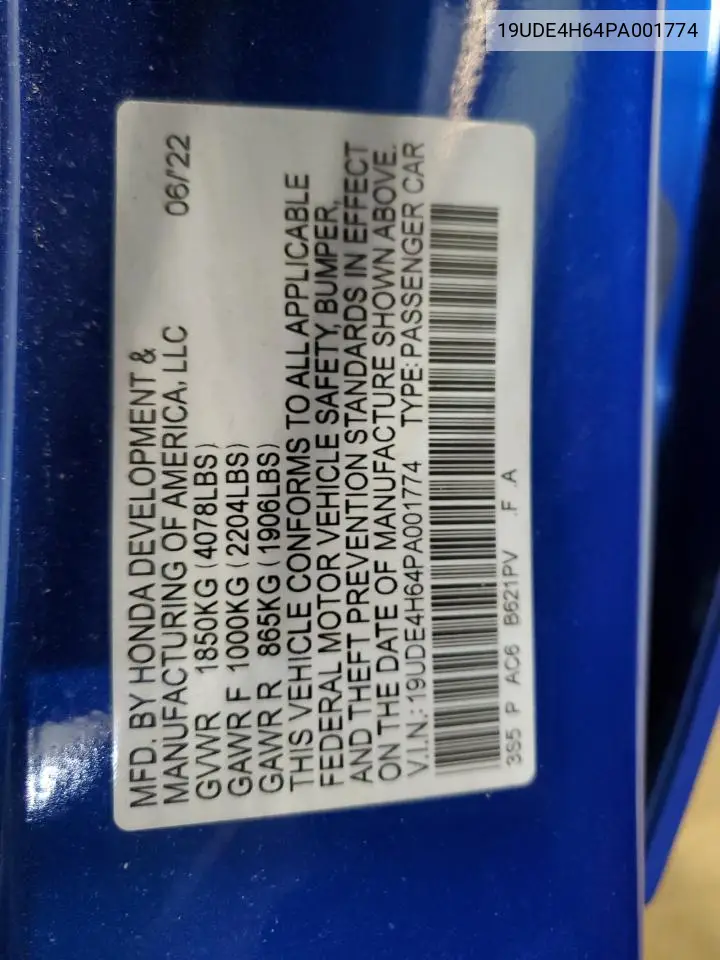 19UDE4H64PA001774
MFD. BY HONDA DEVELOPMENT &
MANUFACTURING OF AMERICA, LLC 06/'22
GVWR 1850KG (4078LBS)
GAWR F 1000KG (2204LBS)
GAWR R 865KG (1906LBS)
THIS VEHICLE CONFORMS TO ALL APPLICABLE
FEDERAL MOTOR VEHICLE SAFETY, BUMPER,
AND THEFT PREVENTION STANDARDS IN EFFECT
ON THE DATE OF MANUFACTURE SHOWN ABOVE.
V.I.N.: 19UDE4H64PA001774 TYPE: PASSENGER CAR
3S5 P AC6 B621PV .F .A